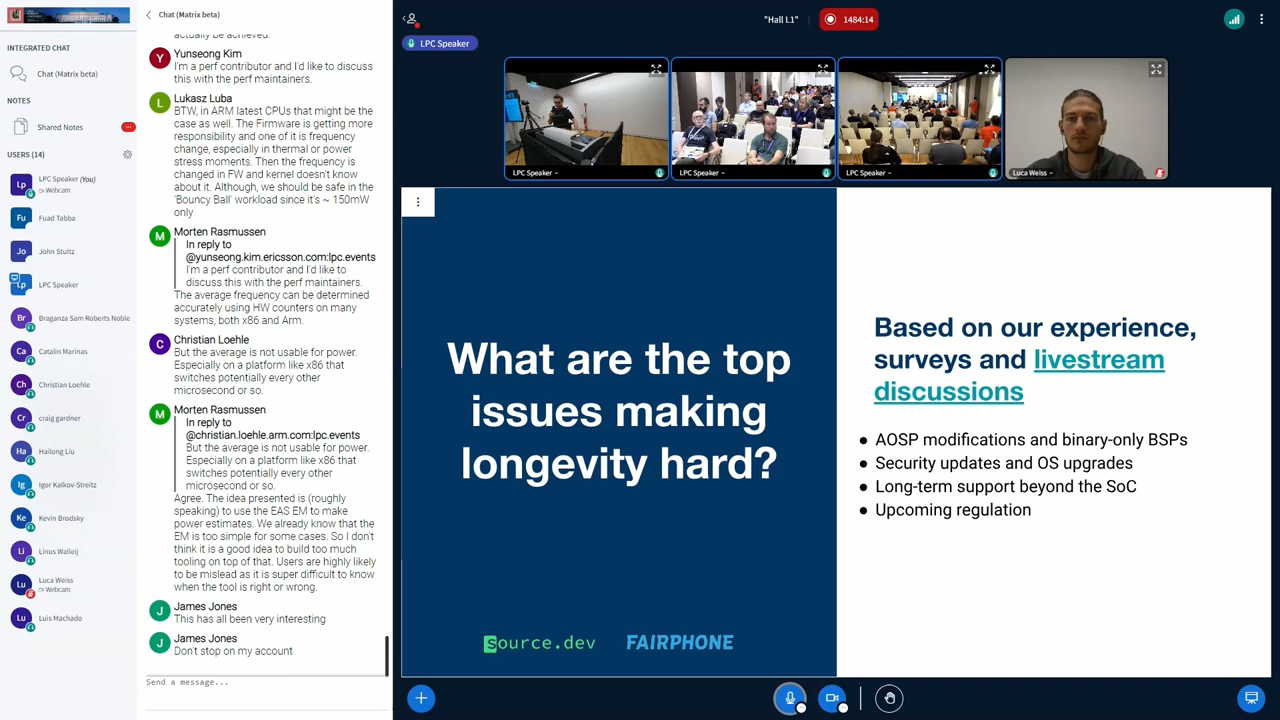 INTEGRATED CHAT
Chat (Matrix beta)
NOTES
Shared Notes
USERS (14)
Lp
LPC Speaker (You)
Webcam
Fu
Fuad Tabba
Jo
John Stultz
Lp
LPC Speaker
Br
Braganza Sam Roberts Noble
Ca
Catalin Marinas
Ch
Christian Loehle
Cr
craig gardner
Ha
Hailong Liu
Ig
Igor Kalkov-Streitz
Ke
Kevin Brodsky
Li
Linus Walleij
Lu
Luca Weiss
Webcam
Lu
Luis Machado
Chat (Matrix beta)
actually be achieved.
Y
Yunseong Kim
I'm a perf contributor and I'd like to discuss
this with the perf maintainers.
L
Lukasz Luba
BTW, in ARM latest CPUs that might be the
case as well. The Firmware is getting more
responsibility and one of it is frequency
change, especially in thermal or power
stress moments. Then the frequency is
changed in FW and kernel doesn't know
about it. Although, we should be safe in the
'Bouncy Ball' workload since it's ~ 150mW
only
M
Morten Rasmussen
In reply to
@yunseong.kim.ericsson.com:lpc.events
I'm a perf contributor and I'd like to
discuss this with the perf maintainers.
The average frequency can be determined
accurately using HW counters on many
systems, both x86 and Arm.
C
Christian Loehle
But the average is not usable for power.
Especially on a platform like x86 that
switches potentially every other
microsecond or so.
M
Morten Rasmussen
In reply to
@christian.loehle.arm.com:lpc.events
But the average is not usable for power.
Especially on a platform like x86 that
switches potentially every other
microsecond or so.
Agree. The idea presented is (roughly
speaking) to use the EAS EM to make
power estimates. We already know that the
EM is too simple for some cases. So I don't
think it is a good idea to build too much
tooling on top of that. Users are highly likely
to be mislead as it is super difficult to know
when the tool is right or wrong.
J
James Jones
This has all been very interesting
J
James Jones
Don't stop on my account
Send a message...
"Hall L1"
1484:14
LPC Speaker
LPC Speaker
LPC Speaker
LPC Speaker
Luca Weiss
What are the top
issues making
longevity hard?
source.dev
FAIRPHONE
Based on our experience,
surveys and livestream
discussions
● AOSP modifications and binary-only BSPs
● Security updates and OS upgrades
● Long-term support beyond the SoC
● Upcoming regulation